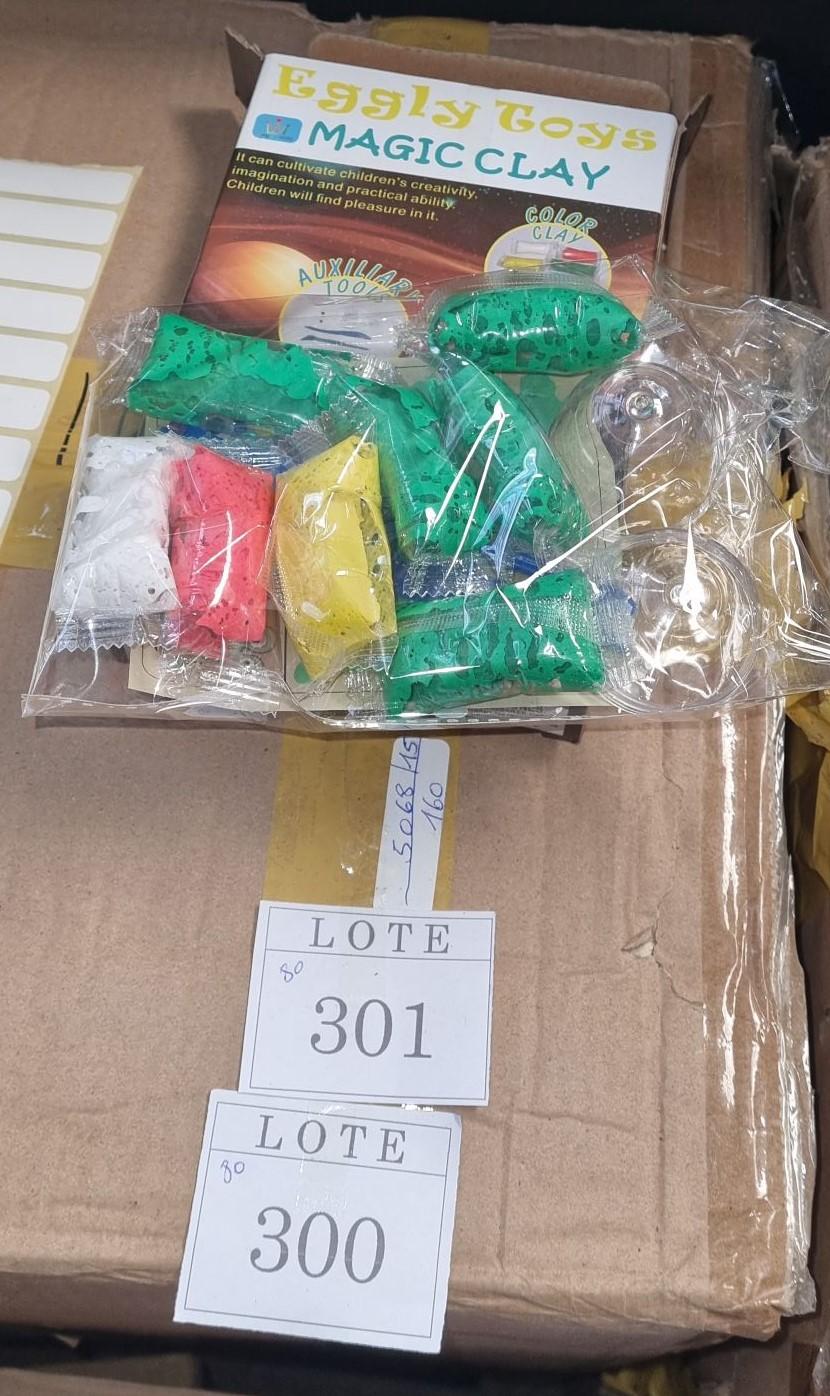 Eggly Toys
MAGIC CLAY
It can cultivate children's creativity,
imagination and practical ability.
Children will find pleasure in it.
COLOR
CLAY
AUXILIARY
TOOLS
5068/15
160
LOTE
80
301
LOTE
80
300